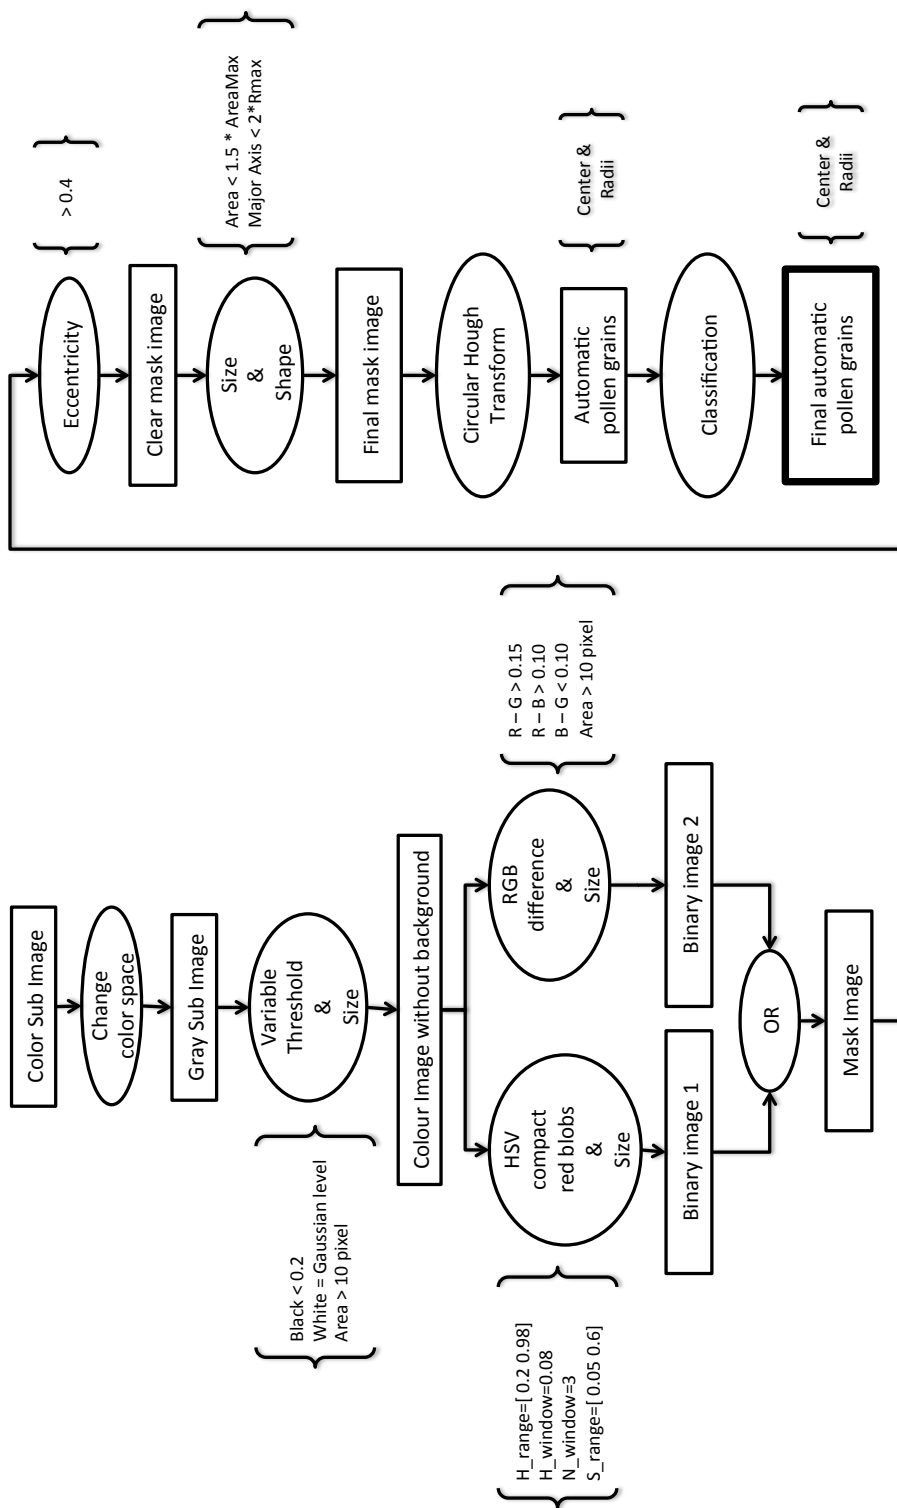 Color Sub Image
Change
color space
Gray Sub Image
Variable
Threshold
&
Size
Black < 0.2
White = Gaussian level
Area > 10 pixel
Colour Image without background
HSV
compact
red blobs
&
Size
H_range=[ 0.2 0.98]
H_window=0.08
N_window=3
S_range=[ 0.05 0.6]
RGB
difference
&
Size
R – G > 0.15
R – B > 0.10
B – G < 0.10
Area > 10 pixel
Binary image 1
Binary image 2
OR
Mask Image
Eccentricity
> 0.4
Clear mask image
Size
&
Shape
Area < 1.5 * AreaMax
Major Axis < 2*Rmax
Final mask image
Circular Hough
Transform
Automatic
pollen grains
Center &
Radii
Classification
Final automatic
pollen grains
Center &
Radii